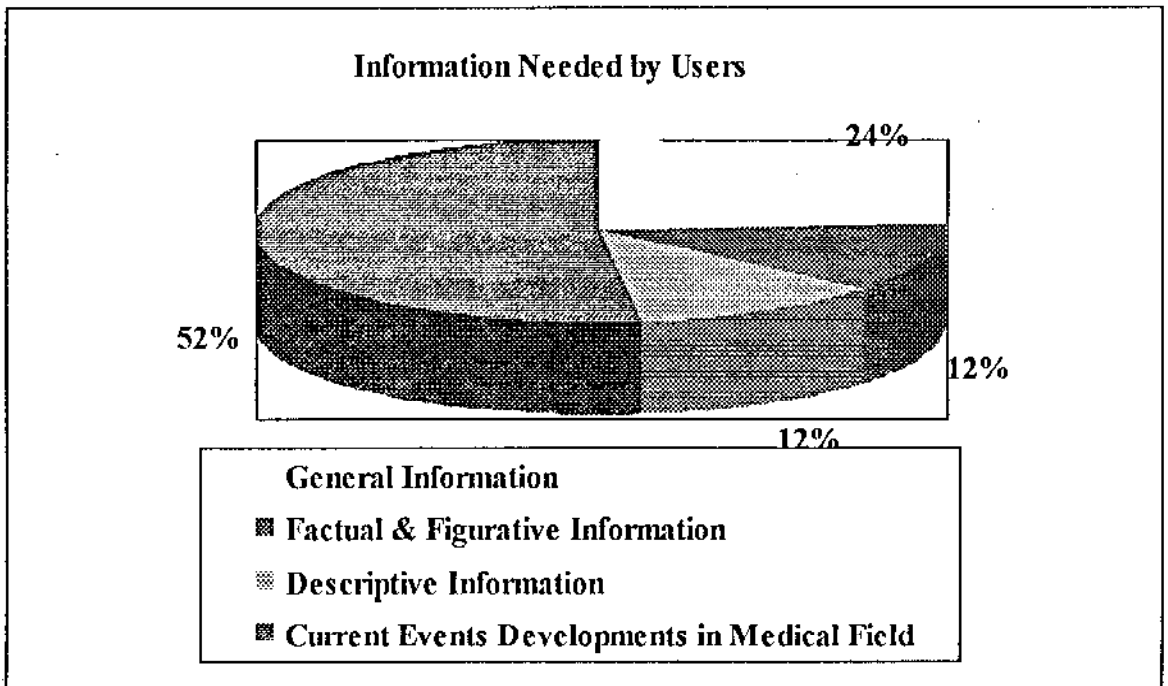 Information Needed by Users
24%
52%
12%
12%
General Information
Factual & Figurative Information
Descriptive Information
Current Events Developments in Medical Field